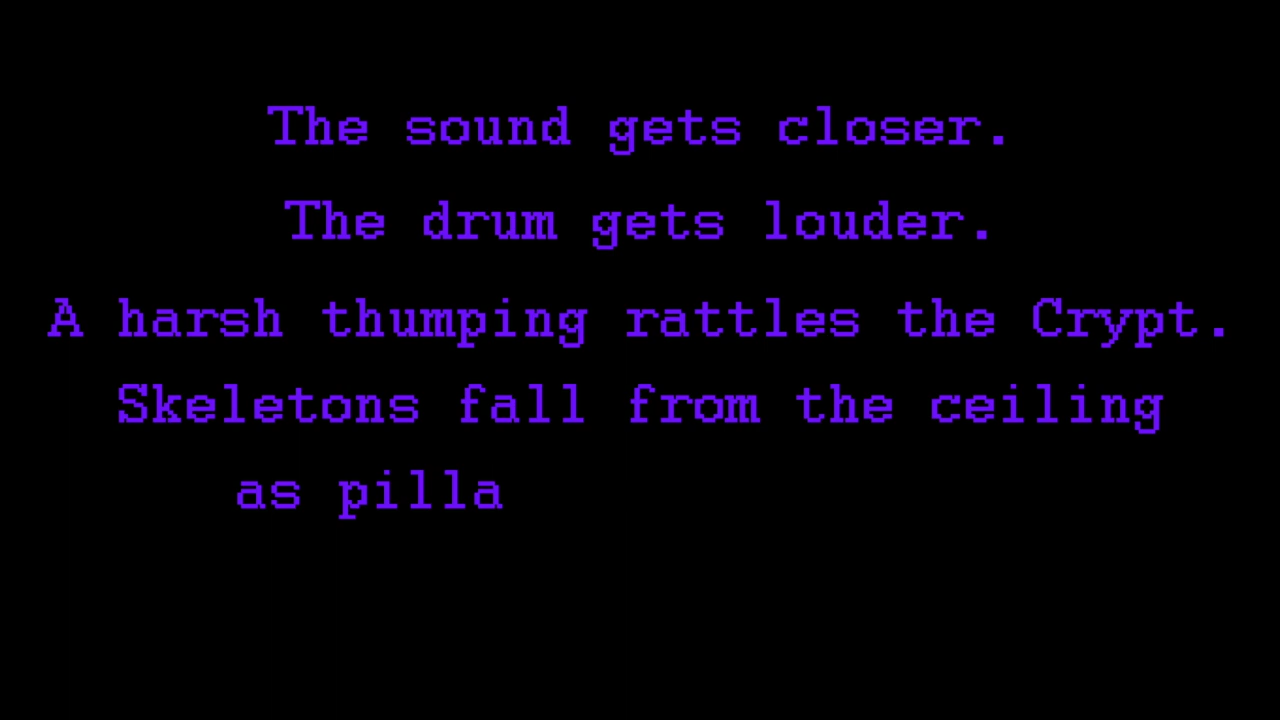 The sound gets closer.
The drum gets louder.
A harsh thumping rattles the Crypt.
Skeletons fall from the ceiling
as pilla